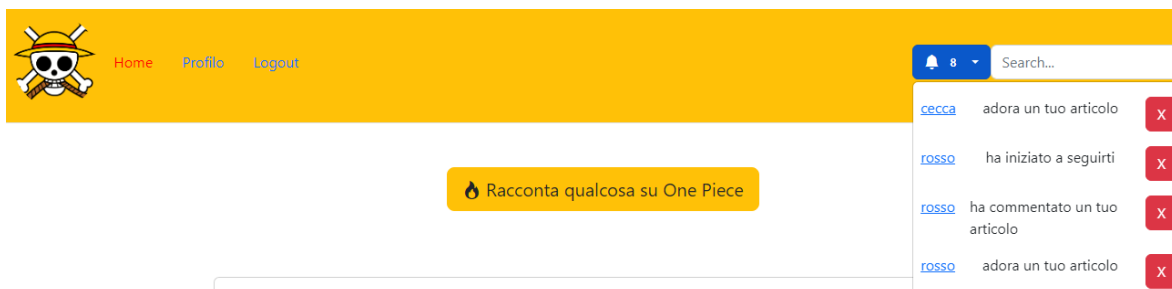 Home Profilo Logout 8 Search...
cecca adora un tuo articolo X
rosso ha iniziato a seguirti X
Racconta qualcosa su One Piece
rosso ha commentato un tuo X
articolo
rosso adora un tuo articolo X